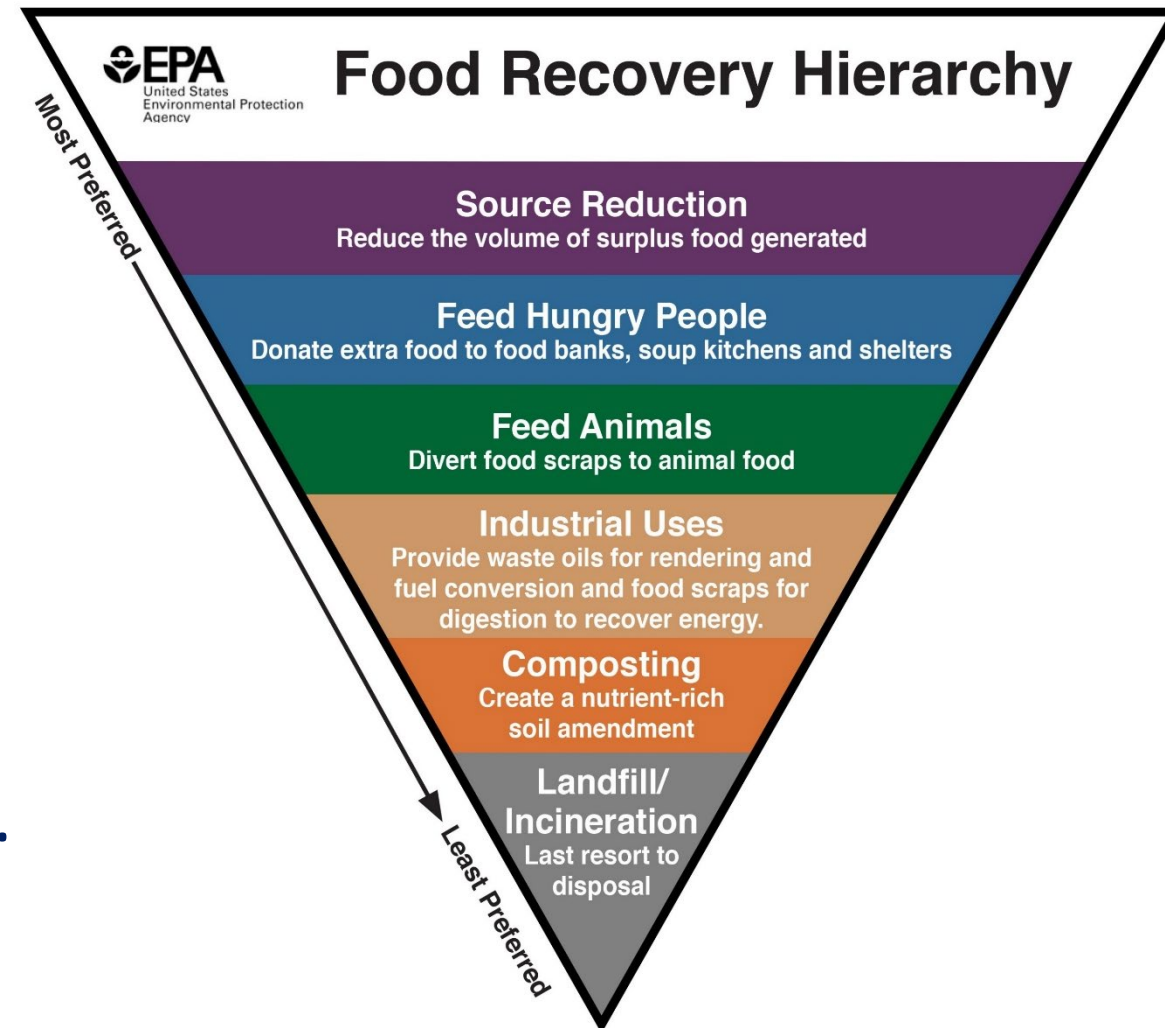 EPA
United States
Environmental Protection
Agency
Food Recovery Hierarchy
Most Preferred
Source Reduction
Reduce the volume of surplus food generated
Feed Hungry People
Donate extra food to food banks, soup kitchens and shelters
Feed Animals
Divert food scraps to animal food
Industrial Uses
Provide waste oils for rendering and
fuel conversion and food scraps for
digestion to recover energy.
Composting
Create a nutrient-rich
soil amendment
Landfill/
Incineration
Last resort to
disposal
Least Preferred
.